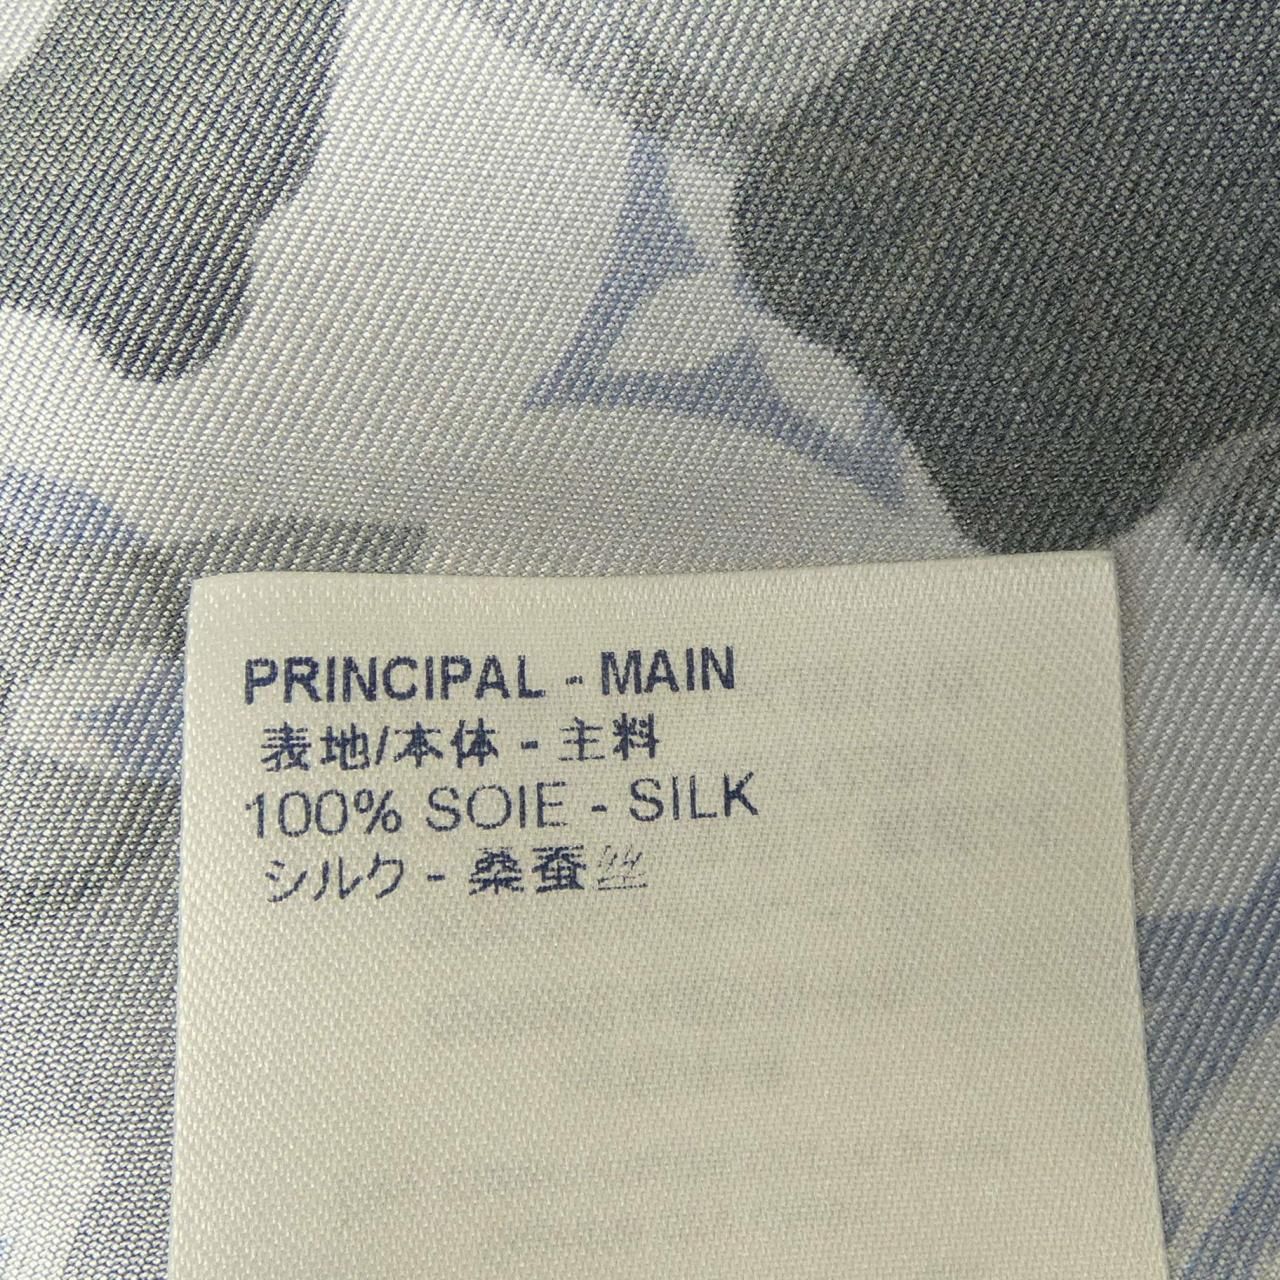 PRINCIPAL - MAIN
表地/本体 - 主料
100% SOIE - SILK
シルク - 桑蚕丝